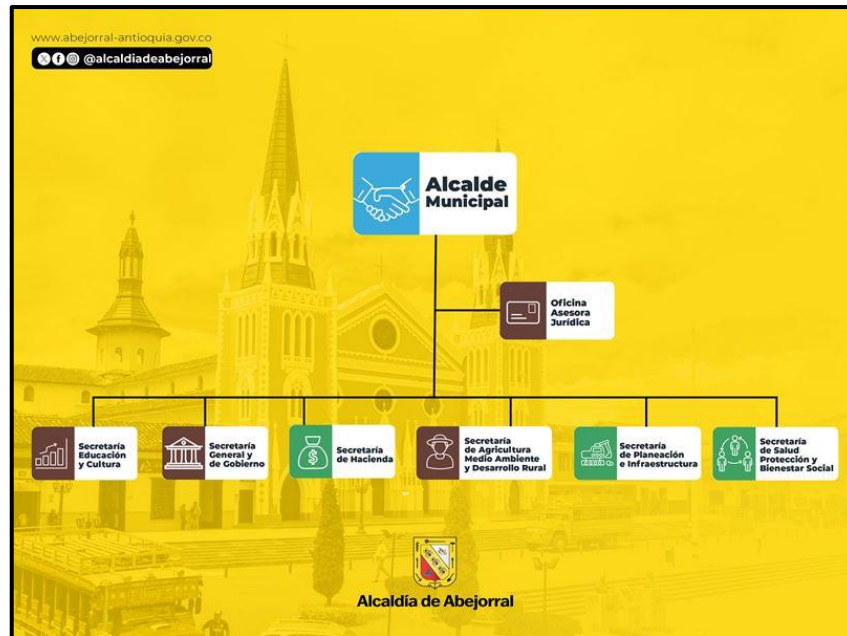 www.abejorral-antioquia.gov.co
@alcaldiadeabejorral
Alcalde
Municipal
Oficina
Asesora
Jurídica
Secretaría
Educación
y Cultura
Secretaría
General y
de Gobierno
Secretaría
de Hacienda
Secretaría
de Agricultura
Medio Ambiente
y Desarrollo Rural
Secretaría
de Planeación
e Infraestructura
Secretaría
de Salud
Protección y
Bienestar Social
Alcaldía de Abejorral